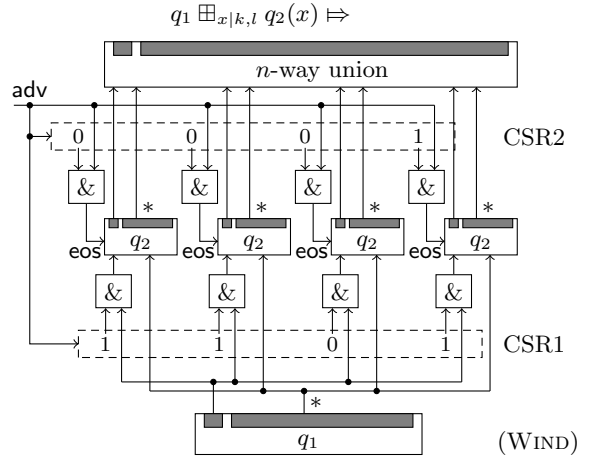 q₁ ⊞ₓ|ₖ,ₗ q₂(x) ⤇
n-way union
adv
0 0 0 1 CSR2
& & & &
* * * *
eos q₂ eos q₂ eos q₂ eos q₂
& & & &
1 1 0 1 CSR1
*
q₁ (WIND)